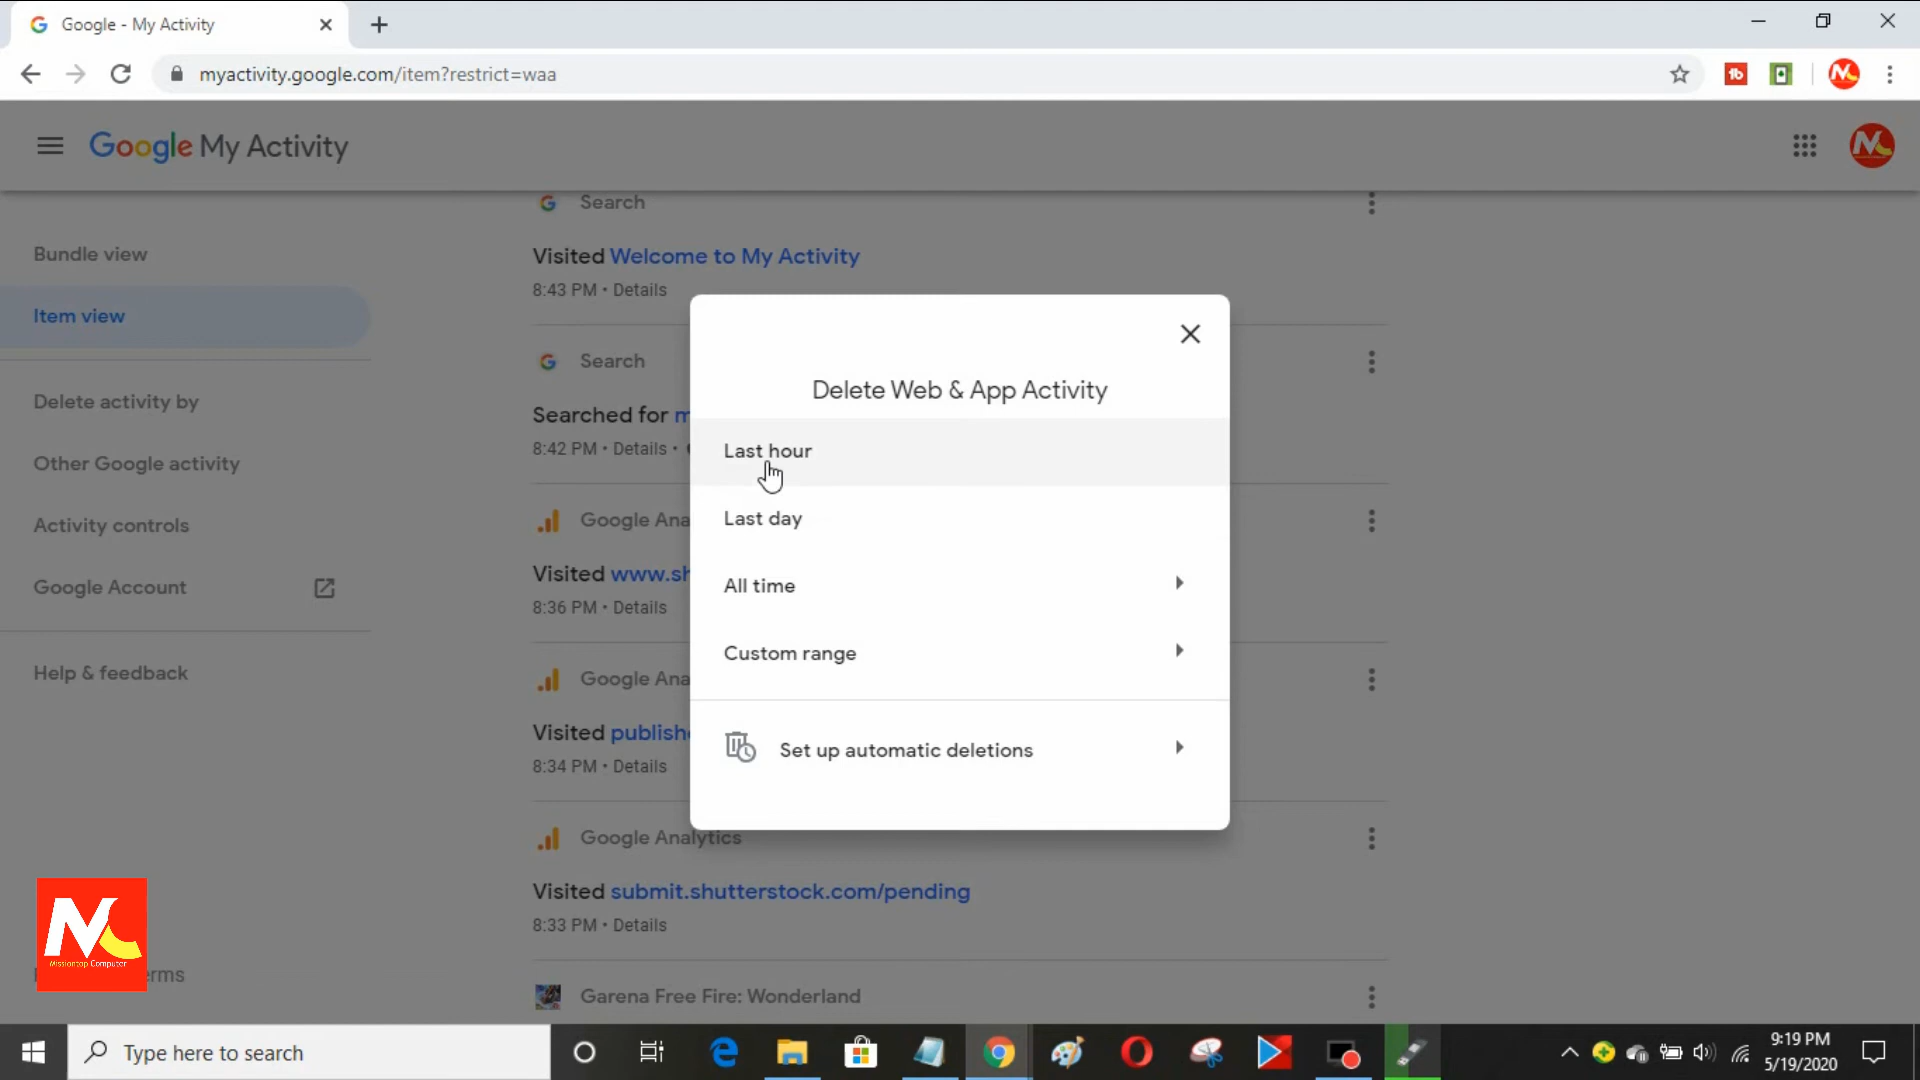 Google - My Activity
myactivity.google.com/item?restrict=waa
Google My Activity
Bundle view
Item view
Delete activity by
Other Google activity
Activity controls
Google Account
Help & feedback
erms
Search
Visited Welcome to My Activity
8:43 PM • Details
Search
Searched for m
8:42 PM • Details •
Google Ana
Visited www.sh
8:36 PM • Details
Google Ana
Visited publishe
8:34 PM • Details
Google Analytics
Visited submit.shutterstock.com/pending
8:33 PM • Details
Garena Free Fire: Wonderland
Delete Web & App Activity
Last hour
Last day
All time
Custom range
Set up automatic deletions
Missiontop Computer
Type here to search
9:19 PM
5/19/2020